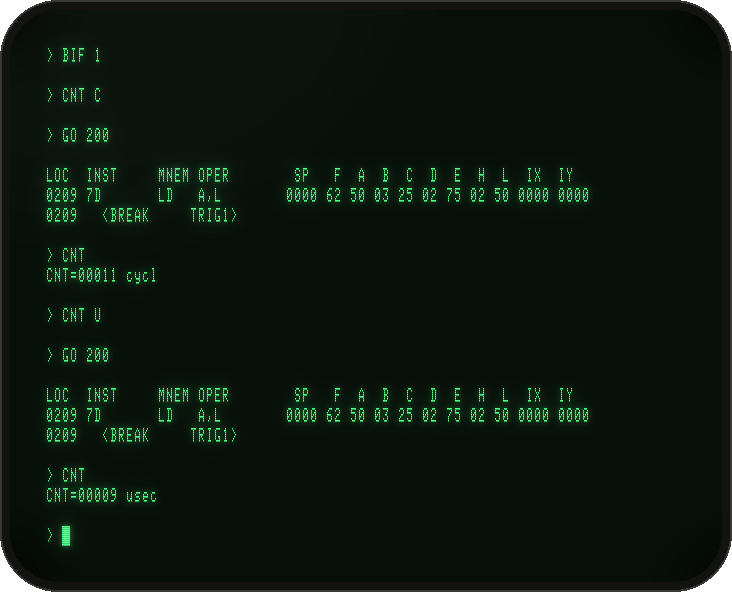 > BIF 1
> CNT C
> GO 200
LOC  INST      MNEM OPER        SP   F  A  B  C  D  E  H  L  IX  IY
0209 7D        LD   A,L        0000 62 50 03 25 02 75 02 50 0000 0000
0209   <BREAK     TRIG1>
> CNT
CNT=00011 cycl
> CNT U
> GO 200
LOC  INST      MNEM OPER        SP   F  A  B  C  D  E  H  L  IX  IY
0209 7D        LD   A,L        0000 62 50 03 25 02 75 02 50 0000 0000
0209   <BREAK     TRIG1>
> CNT
CNT=00009 usec
>